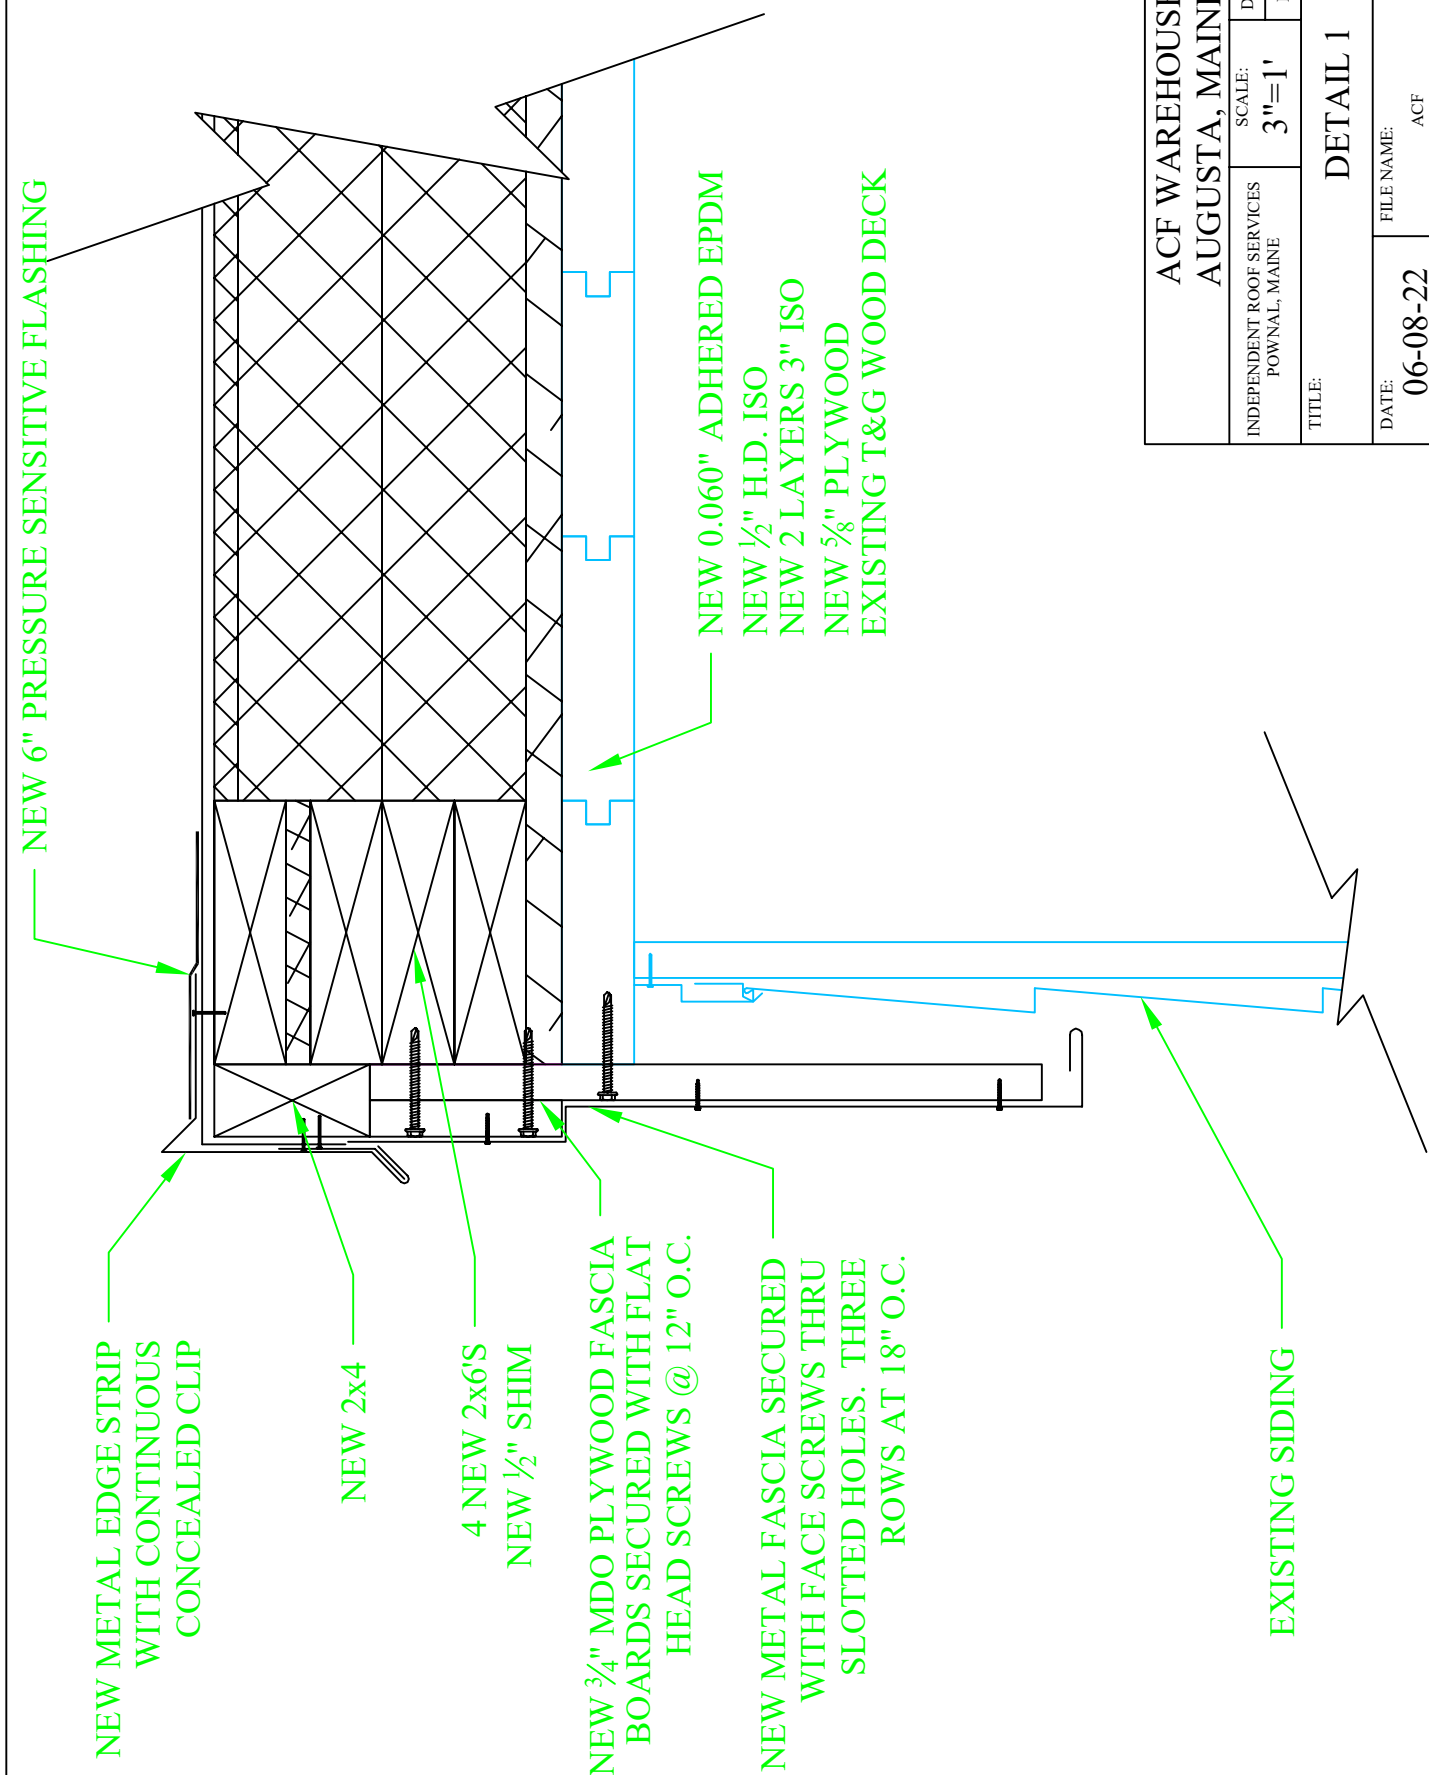 NEW 6" PRESSURE SENSITIVE FLASHING
NEW METAL EDGE STRIP
WITH CONTINUOUS
CONCEALED CLIP
NEW 2x4
4 NEW 2x6'S
NEW ½" SHIM
NEW ¾" MDO PLYWOOD FASCIA
BOARDS SECURED WITH FLAT
HEAD SCREWS @ 12" O.C.
NEW METAL FASCIA SECURED
WITH FACE SCREWS THRU
SLOTTED HOLES. THREE
ROWS AT 18" O.C.
EXISTING SIDING
NEW 0.060" ADHERED EPDM
NEW ½" H.D. ISO
NEW 2 LAYERS 3" ISO
NEW ⅝" PLYWOOD
EXISTING T&G WOOD DECK
ACF WAREHOUSE
AUGUSTA, MAINE
INDEPENDENT ROOF SERVICES
POWNAL, MAINE
SCALE:
3"=1'
TITLE:
DETAIL 1
DATE:
06-08-22
FILE NAME:
ACF